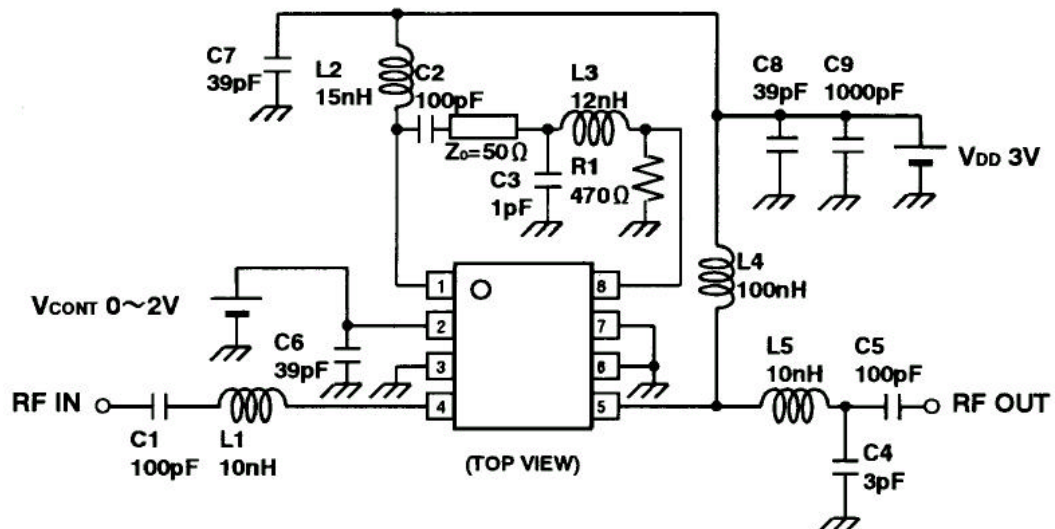 C7
39pF
L2
15nH
C2
100pF
L3
12nH
C8
39pF
C9
1000pF
Z₀=50Ω
C3
1pF
R1
470Ω
VDD 3V
VCONT 0～2V
C6
39pF
1
2
3
4
8
7
6
5
L4
100nH
L5
10nH
C5
100pF
RF IN
C1
100pF
L1
10nH
(TOP VIEW)
RF OUT
C4
3pF